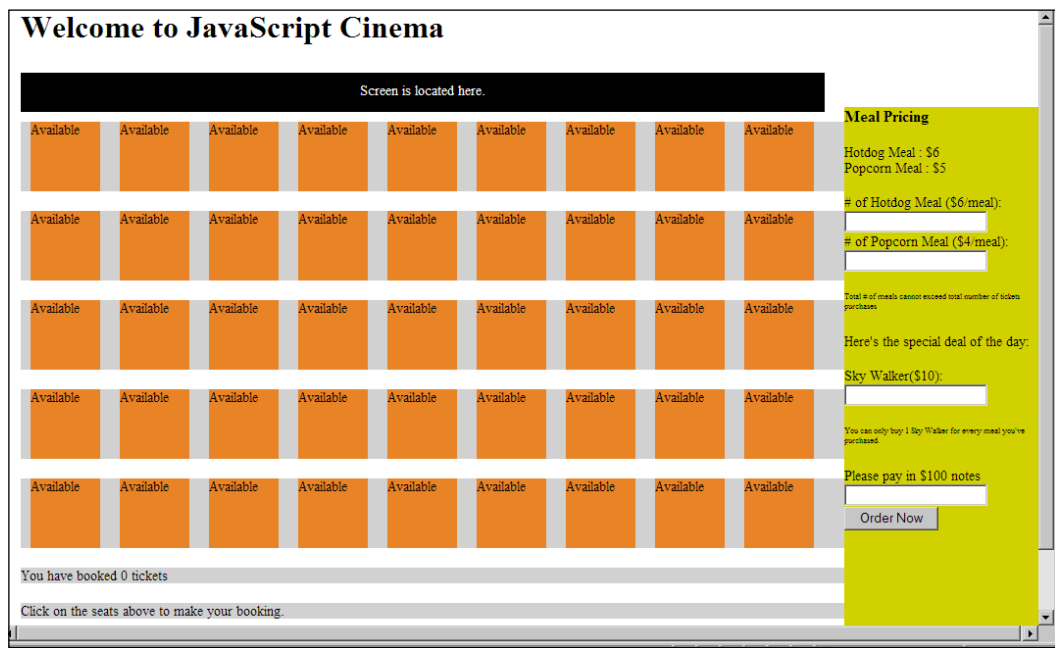 Welcome to JavaScript Cinema
Screen is located here.
Available Available Available Available Available Available Available Available Available
Available Available Available Available Available Available Available Available Available
Available Available Available Available Available Available Available Available Available
Available Available Available Available Available Available Available Available Available
Available Available Available Available Available Available Available Available Available
You have booked 0 tickets
Click on the seats above to make your booking.
Meal Pricing
Hotdog Meal : $6
Popcorn Meal : $5
# of Hotdog Meal ($6/meal):
# of Popcorn Meal ($4/meal):
Total # of meals cannot exceed total number of tickets
purchases
Here's the special deal of the day:
Sky Walker($10):
You can only buy 1 Sky Walker for every meal you've
purchased.
Please pay in $100 notes
Order Now